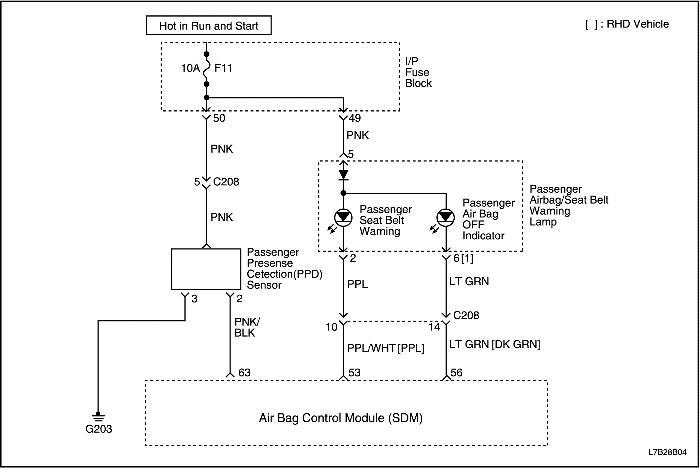 Hot in Run and Start
[ ] : RHD Vehicle
10A F11
I/P
Fuse
Block
50
49
PNK
PNK
5
5 C208
PNK
Passenger
Seat Belt
Warning
Passenger
Air Bag
OFF
Indicator
Passenger
Airbag/Seat Belt
Warning
Lamp
Passenger
Presense
Cetection(PPD)
Sensor
2
6 [1]
3
2
PPL
LT GRN
PNK/
BLK
10
14
C208
PPL/WHT [PPL]
LT GRN [DK GRN]
63
53
56
Air Bag Control Module (SDM)
G203
L7B28B04